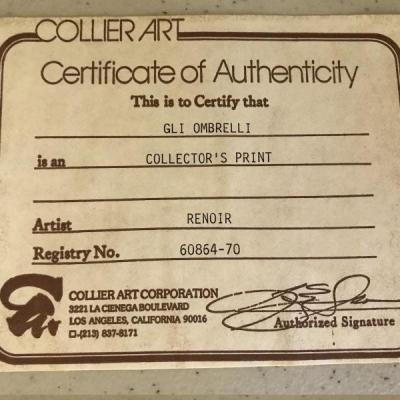 COLLIER ART
Certificate of Authenticity
This is to Certify that
GLI OMBRELLI
is an COLLECTOR'S PRINT
Artist RENOIR
Registry No. 60864-70
COLLIER ART CORPORATION
3221 LA CIENEGA BOULEVARD
LOS ANGELES, CALIFORNIA 90016
(213) 837-8171
Authorized Signature